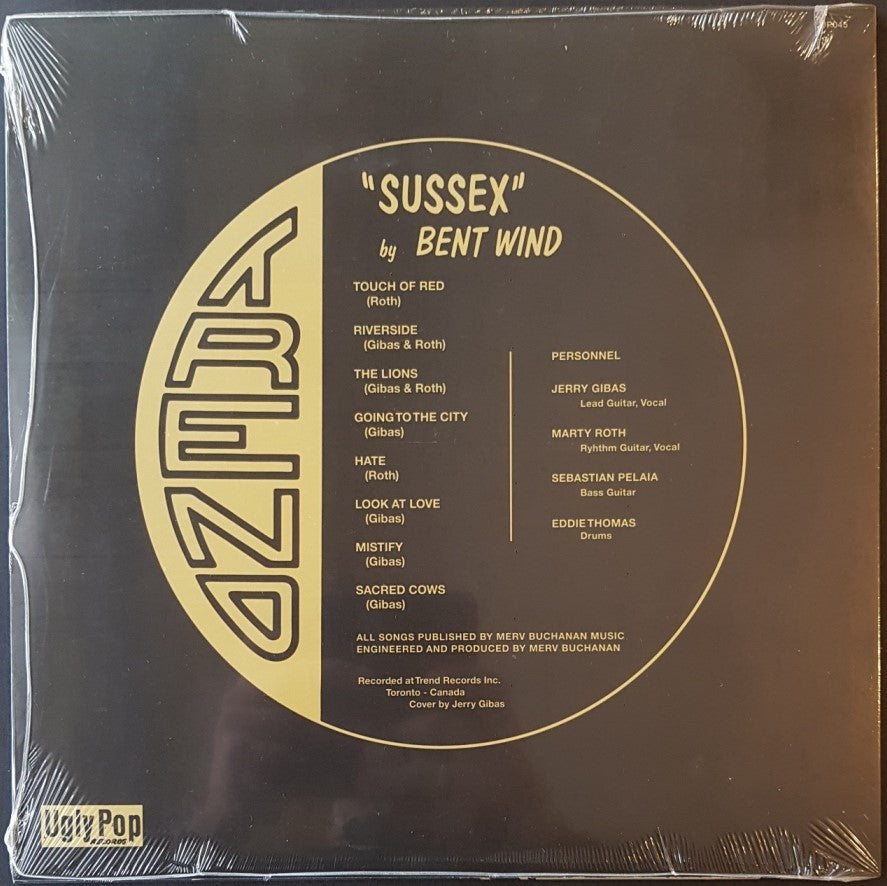 "SUSSEX"
by BENT WIND
TREND
TOUCH OF RED
(Roth)
RIVERSIDE
(Gibas & Roth)
THE LIONS
(Gibas & Roth)
GOING TO THE CITY
(Gibas)
HATE
(Roth)
LOOK AT LOVE
(Gibas)
MISTIFY
(Gibas)
SACRED COWS
(Gibas)
PERSONNEL
JERRY GIBAS
Lead Guitar, Vocal
MARTY ROTH
Ryhthm Guitar, Vocal
SEBASTIAN PELAIA
Bass Guitar
EDDIE THOMAS
Drums
ALL SONGS PUBLISHED BY MERV BUCHANAN MUSIC
ENGINEERED AND PRODUCED BY MERV BUCHANAN
Recorded at Trend Records Inc.
Toronto - Canada
Cover by Jerry Gibas
Ugly Pop
RECORDS